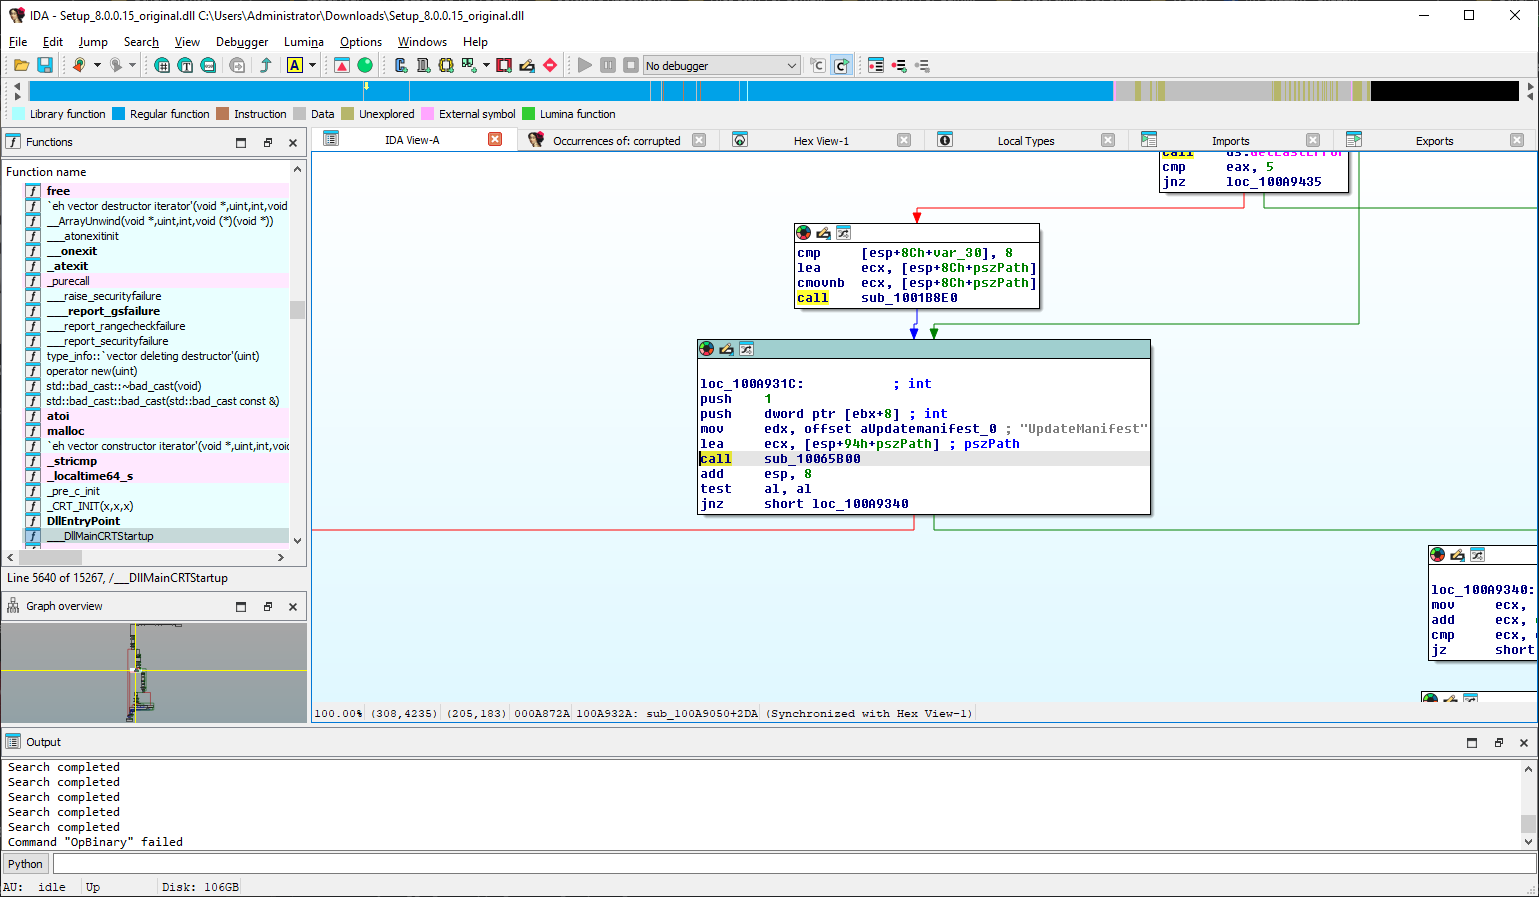 IDA - Setup_8.0.0.15_original.dll C:\Users\Administrator\Downloads\Setup_8.0.0.15_original.dll
File Edit Jump Search View Debugger Lumina Options Windows Help
No debugger
Library function Regular function Instruction Data Unexplored External symbol Lumina function
Functions
IDA View-A Occurrences of: corrupted Hex View-1 Local Types Imports Exports
Function name
free
`eh vector destructor iterator'(void *,uint,int,void
__ArrayUnwind(void *,uint,int,void (*)(void *))
___atonexitinit
__onexit
_atexit
_purecall
___raise_securityfailure
___report_gsfailure
___report_rangecheckfailure
___report_securityfailure
type_info::`vector deleting destructor'(uint)
operator new(uint)
std::bad_cast::~bad_cast(void)
std::bad_cast::bad_cast(std::bad_cast const &)
atoi
malloc
`eh vector constructor iterator'(void *,uint,int,void
_stricmp
_localtime64_s
_pre_c_init
_CRT_INIT(x,x,x)
DllEntryPoint
___DllMainCRTStartup
Line 5640 of 15267, /___DllMainCRTStartup
Graph overview
call ds:GetLastError
cmp eax, 5
jnz loc_100A9435
cmp [esp+8Ch+var_30], 8
lea ecx, [esp+8Ch+pszPath]
cmovnb ecx, [esp+8Ch+pszPath]
call sub_1001B8E0
loc_100A931C: ; int
push 1
push dword ptr [ebx+8] ; int
mov edx, offset aUpdatemanifest_0 ; "UpdateManifest"
lea ecx, [esp+94h+pszPath] ; pszPath
call sub_10065B00
add esp, 8
test al, al
jnz short loc_100A9340
loc_100A9340:
mov ecx,
add ecx,
cmp ecx,
jz short
100.00% (308,4235) (205,183) 000A872A 100A932A: sub_100A9050+2DA (Synchronized with Hex View-1)
Output
Search completed
Search completed
Search completed
Search completed
Search completed
Command "OpBinary" failed
Python
AU: idle Up Disk: 106GB